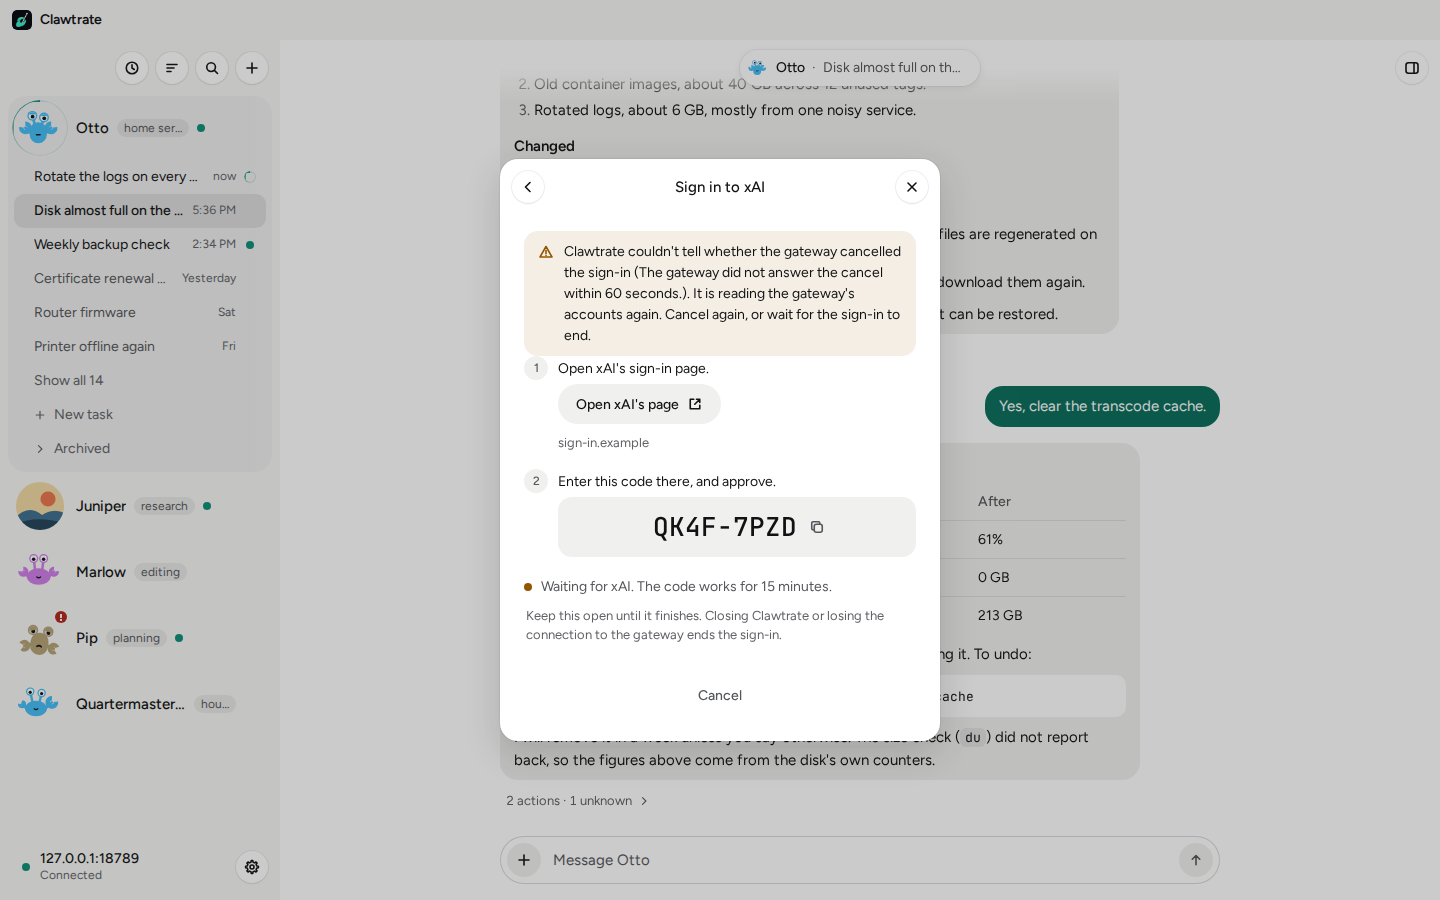 Clawtrate
Otto · Disk almost full on th...
2. Old container images, about 40 GB across 12 unused tags.
3. Rotated logs, about 6 GB, mostly from one noisy service.
Changed
Otto home ser...
Rotate the logs on every ... now
Disk almost full on the ... 5:36 PM
Weekly backup check 2:34 PM
Certificate renewal ... Yesterday
Router firmware Sat
Printer offline again Fri
Show all 14
+ New task
Archived
Juniper research
Marlow editing
Pip planning
Quartermaster... hou...
127.0.0.1:18789
Connected
Sign in to xAI
Clawtrate couldn't tell whether the gateway cancelled
the sign-in (The gateway did not answer the cancel
within 60 seconds.). It is reading the gateway's
accounts again. Cancel again, or wait for the sign-in to
end.
1 Open xAI's sign-in page.
Open xAI's page
sign-in.example
2 Enter this code there, and approve.
QK4F-7PZD
Waiting for xAI. The code works for 15 minutes.
Keep this open until it finishes. Closing Clawtrate or losing the
connection to the gateway ends the sign-in.
Cancel
files are regenerated on
download them again.
t can be restored.
Yes, clear the transcode cache.
After
61%
0 GB
213 GB
ng it. To undo:
cache
check ( du ) did not report
back, so the figures above come from the disk's own counters.
2 actions · 1 unknown
Message Otto